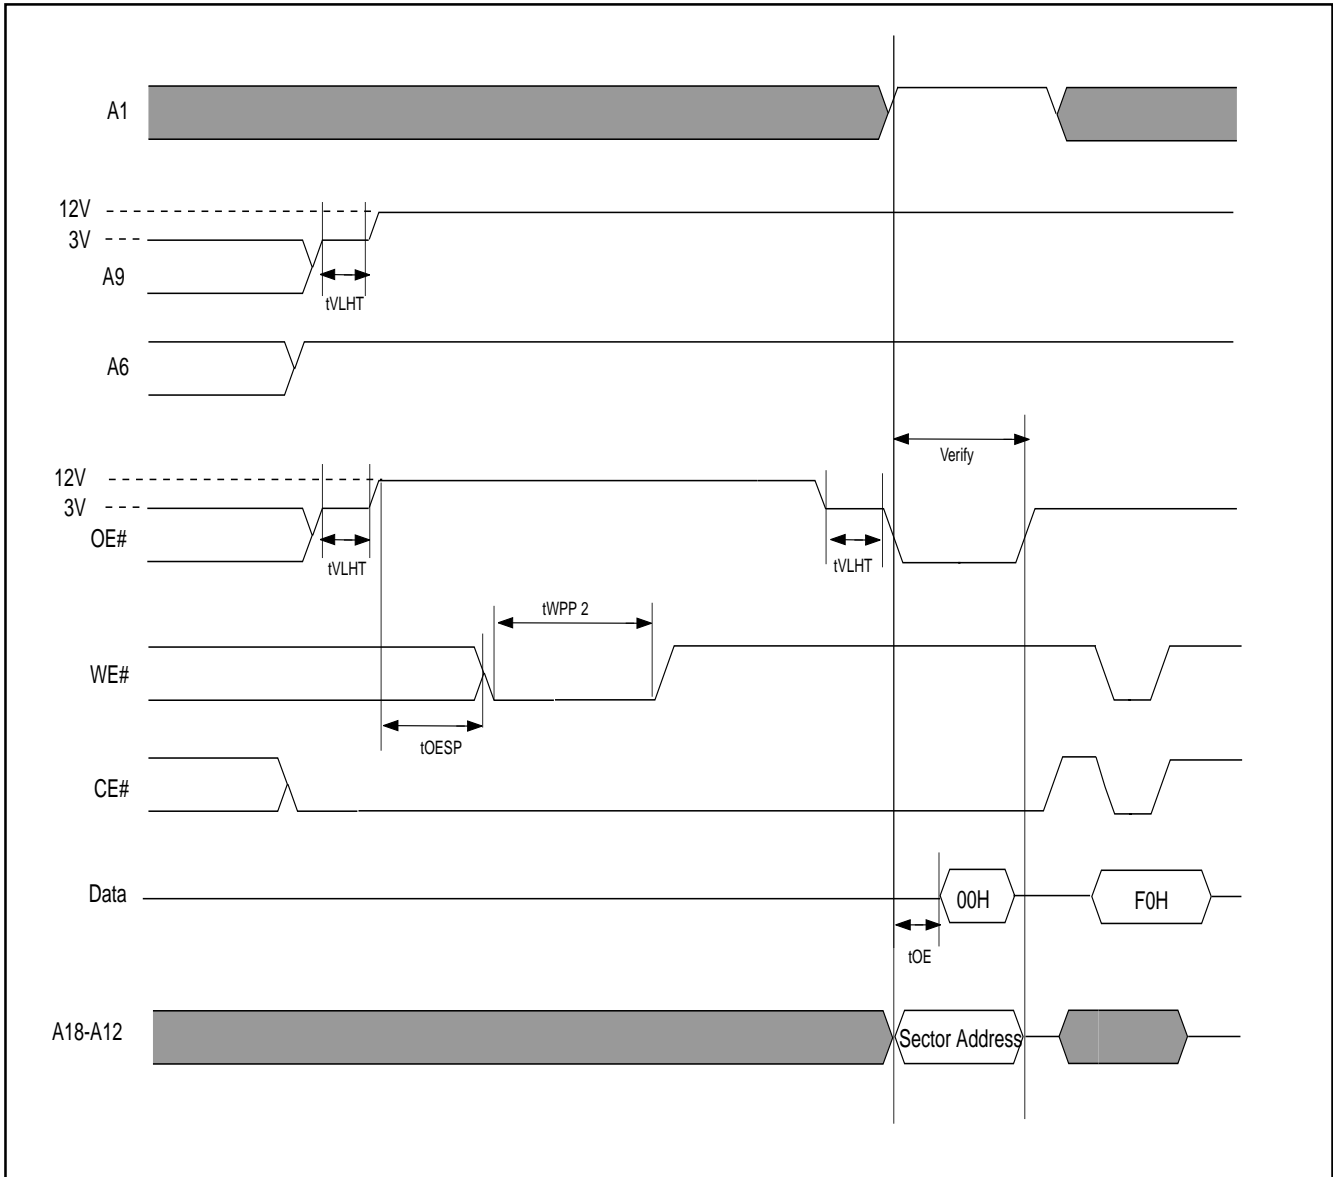 A1
12V
3V
A9
tVLHT
A6
Verify
12V
3V
OE#
tVLHT
tVLHT
tWPP 2
WE#
tOESP
CE#
Data
00H
F0H
tOE
A18-A12
Sector Address